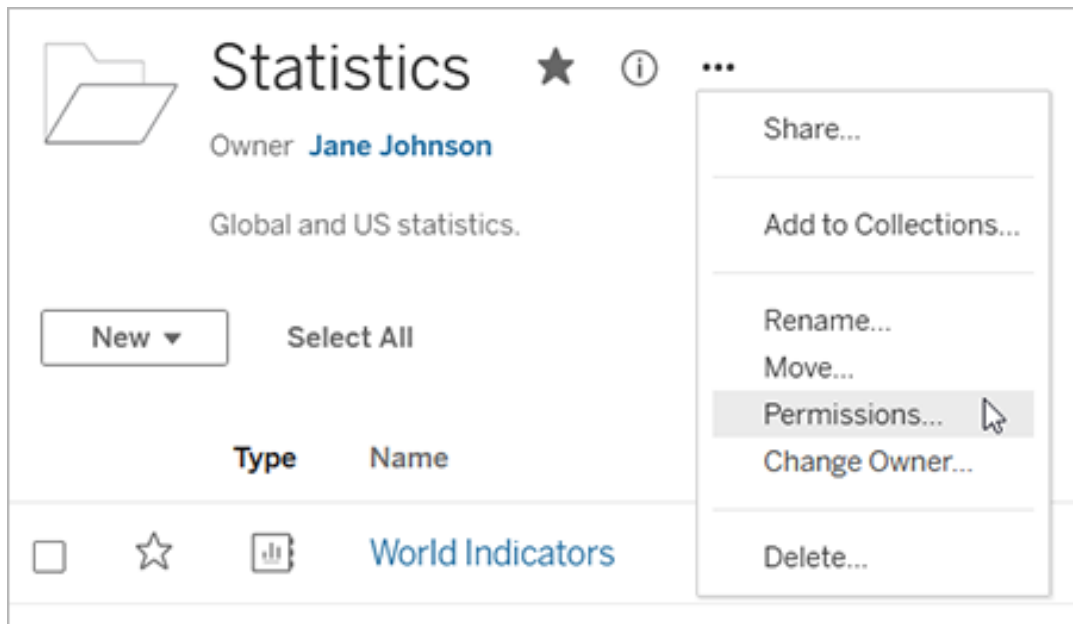 Statistics
Owner Jane Johnson
Global and US statistics.
New
Select All
Type Name
World Indicators
Share...
Add to Collections...
Rename...
Move...
Permissions...
Change Owner...
Delete...